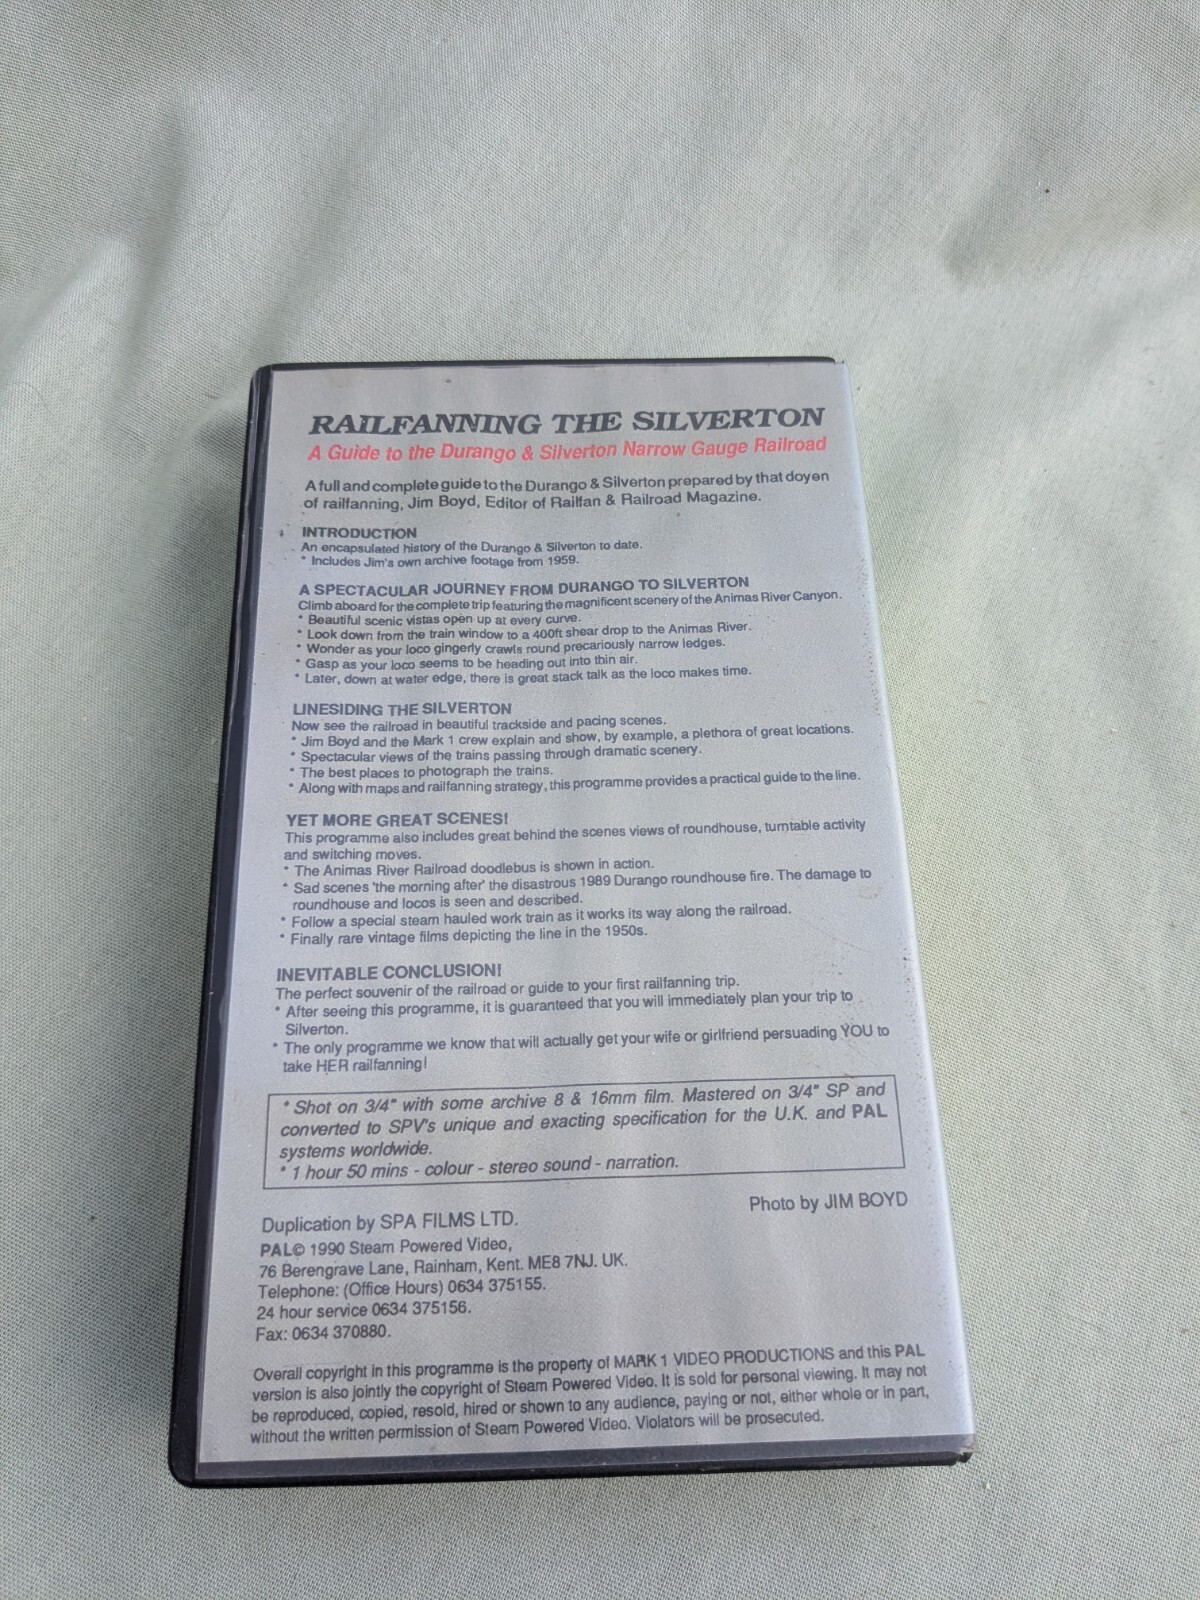 RAILFANNING THE SILVERTON
A Guide to the Durango & Silverton Narrow Gauge Railroad
A full and complete guide to the Durango & Silverton prepared by that doyen
of railfanning, Jim Boyd, Editor of Railfan & Railroad Magazine.
INTRODUCTION
An encapsulated history of the Durango & Silverton to date.
* Includes Jim's own archive footage from 1959.
A SPECTACULAR JOURNEY FROM DURANGO TO SILVERTON
Climb aboard for the complete trip featuring the magnificent scenery of the Animas River Canyon.
* Beautiful scenic vistas open up at every curve.
* Look down from the train window to a 400ft shear drop to the Animas River.
* Wonder as your loco gingerly crawls round precariously narrow ledges.
* Gasp as your loco seems to be heading out into thin air.
* Later, down at water edge, there is great stack talk as the loco makes time.
LINESIDING THE SILVERTON
Now see the railroad in beautiful trackside and pacing scenes.
* Jim Boyd and the Mark 1 crew explain and show, by example, a plethora of great locations.
* Spectacular views of the trains passing through dramatic scenery.
* The best places to photograph the trains.
* Along with maps and railfanning strategy, this programme provides a practical guide to the line.
YET MORE GREAT SCENES!
This programme also includes great behind the scenes views of roundhouse, turntable activity
and switching moves.
* The Animas River Railroad doodlebus is shown in action.
* Sad scenes 'the morning after' the disastrous 1989 Durango roundhouse fire. The damage to
roundhouse and locos is seen and described.
* Follow a special steam hauled work train as it works its way along the railroad.
* Finally rare vintage films depicting the line in the 1950s.
INEVITABLE CONCLUSION!
The perfect souvenir of the railroad or guide to your first railfanning trip.
* After seeing this programme, it is guaranteed that you will immediately plan your trip to
Silverton.
* The only programme we know that will actually get your wife or girlfriend persuading YOU to
take HER railfanning!
* Shot on 3/4" with some archive 8 & 16mm film. Mastered on 3/4" SP and
converted to SPV's unique and exacting specification for the U.K. and PAL
systems worldwide.
* 1 hour 50 mins - colour - stereo sound - narration.
Photo by JIM BOYD
Duplication by SPA FILMS LTD.
PAL© 1990 Steam Powered Video,
76 Berengrave Lane, Rainham, Kent. ME8 7NJ. UK.
Telephone: (Office Hours) 0634 375155.
24 hour service 0634 375156.
Fax: 0634 370880.
Overall copyright in this programme is the property of MARK 1 VIDEO PRODUCTIONS and this PAL
version is also jointly the copyright of Steam Powered Video. It is sold for personal viewing. It may not
be reproduced, copied, resold, hired or shown to any audience, paying or not, either whole or in part,
without the written permission of Steam Powered Video. Violators will be prosecuted.